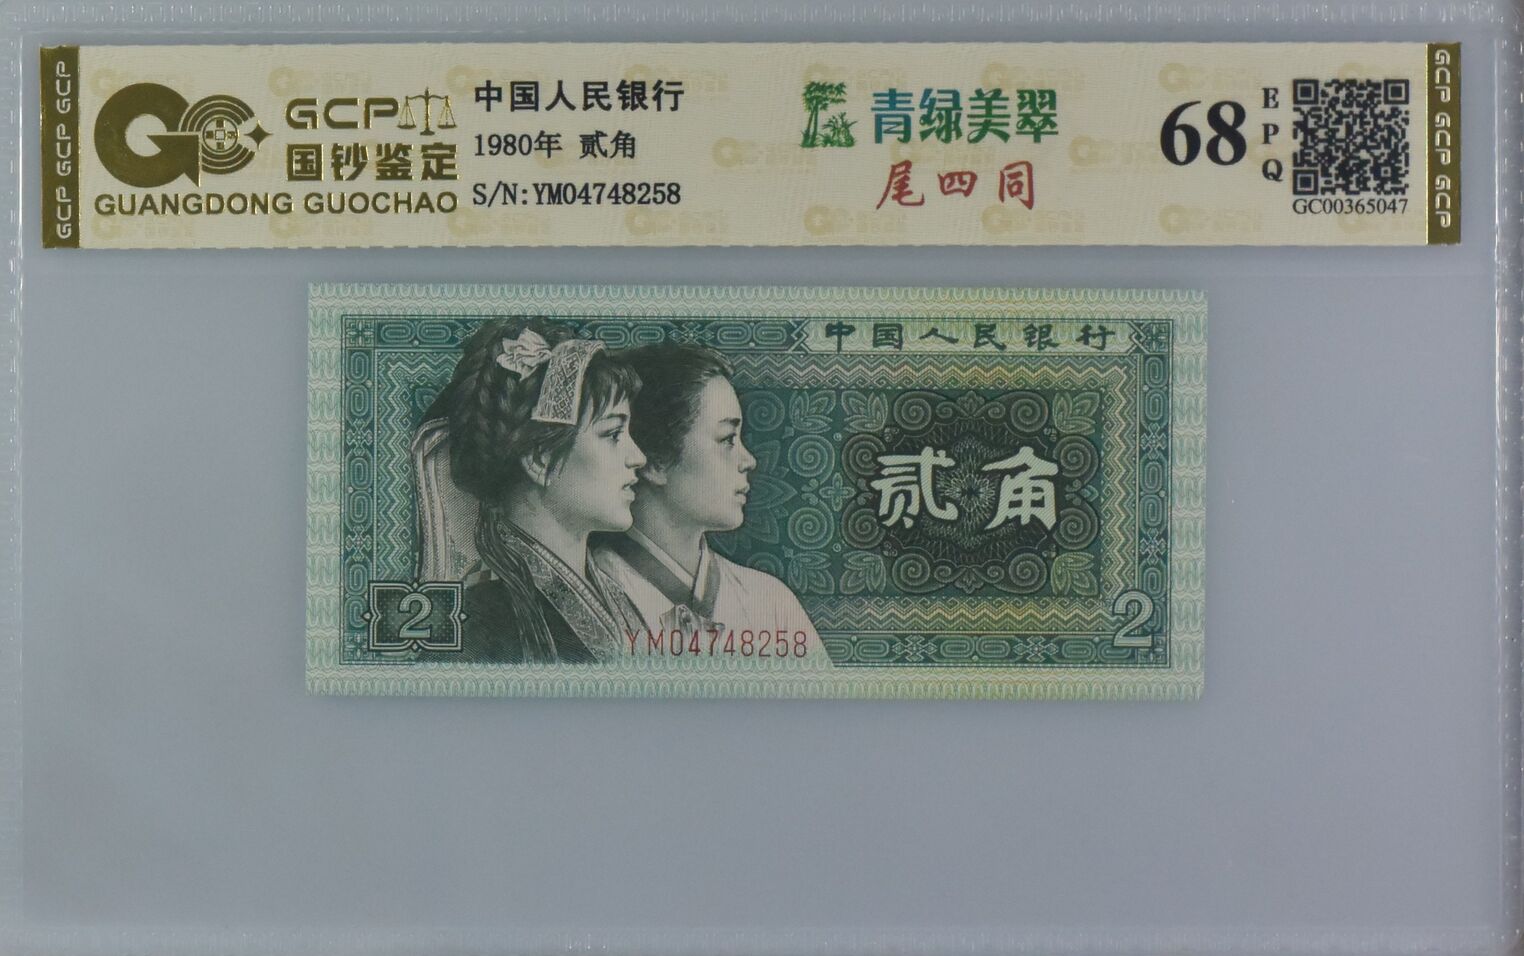 GCP
国钞鉴定
GUANGDONG GUOCHAO
中国人民银行
1980年 贰角
S/N:YM04748258
青绿美翠
尾四同
68
EPQ
GC00365047
GCP GCP GCP
GCP GCP GCP
中国人民银行
贰角
2
YM04748258
2